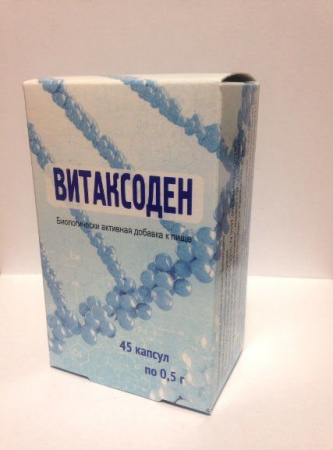 ВИТАКСОДЕН
Биологически активная добавка к пище
45 капсул
по 0,5 г